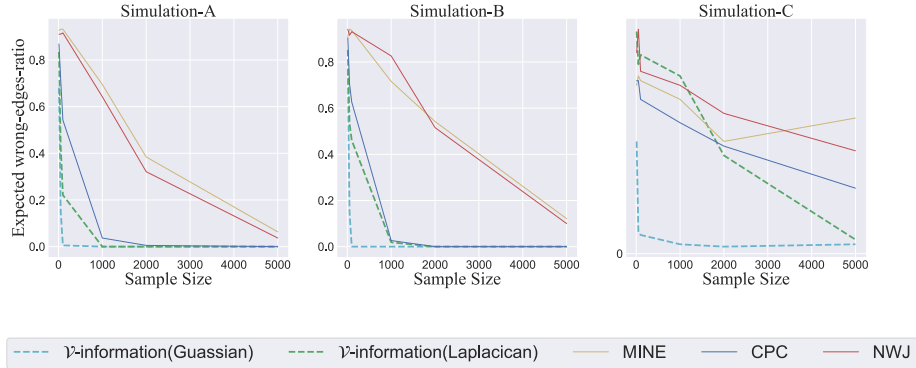 Simulation-A
Simulation-B
Simulation-C
Expected wrong-edges-ratio
0.8
0.6
0.4
0.2
0.0
0 1000 2000 3000 4000 5000
Sample Size
0.8
0.6
0.4
0.2
0.0
0 1000 2000 3000 4000 5000
Sample Size
0
0 1000 2000 3000 4000 5000
Sample Size
𝒱-information(Guassian)
𝒱-information(Laplacican)
MINE
CPC
NWJ